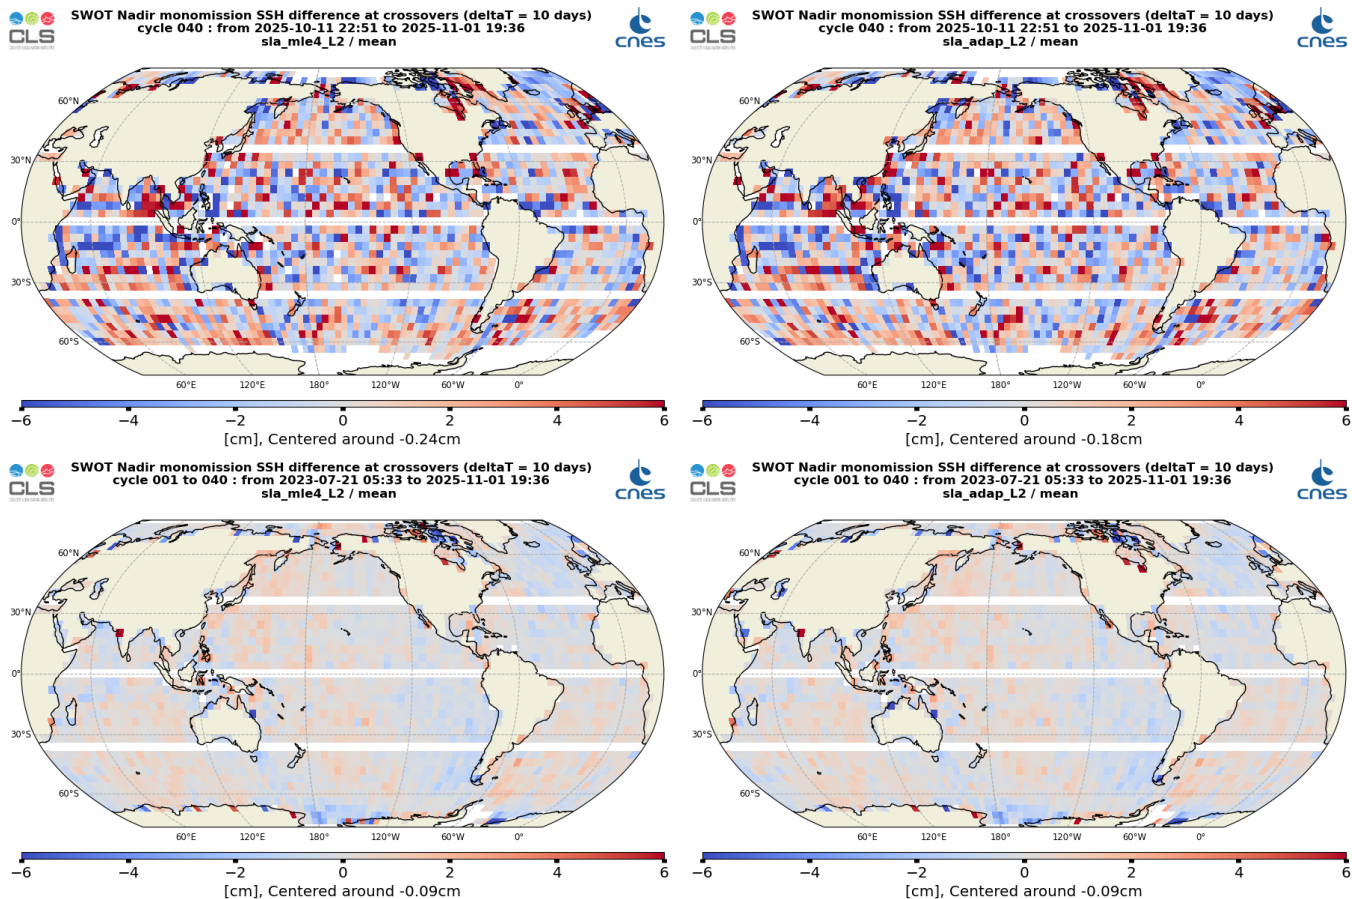 SWOT Nadir monomission SSH difference at crossovers (deltaT = 10 days)
cycle 040 : from 2025-10-11 22:51 to 2025-11-01 19:36
sla_mle4_L2 / mean
CLS
cnes
60°N
30°N
0°
30°S
60°S
60°E 120°E 180° 120°W 60°W 0°
−6 −4 −2 0 2 4 6
[cm], Centered around -0.24cm
SWOT Nadir monomission SSH difference at crossovers (deltaT = 10 days)
cycle 040 : from 2025-10-11 22:51 to 2025-11-01 19:36
sla_adap_L2 / mean
CLS
cnes
60°N
30°N
0°
30°S
60°S
60°E 120°E 180° 120°W 60°W 0°
−6 −4 −2 0 2 4 6
[cm], Centered around -0.18cm
SWOT Nadir monomission SSH difference at crossovers (deltaT = 10 days)
cycle 001 to 040 : from 2023-07-21 05:33 to 2025-11-01 19:36
sla_mle4_L2 / mean
CLS
cnes
60°N
30°N
0°
30°S
60°S
60°E 120°E 180° 120°W 60°W 0°
−6 −4 −2 0 2 4 6
[cm], Centered around -0.09cm
SWOT Nadir monomission SSH difference at crossovers (deltaT = 10 days)
cycle 001 to 040 : from 2023-07-21 05:33 to 2025-11-01 19:36
sla_adap_L2 / mean
CLS
cnes
60°N
30°N
0°
30°S
60°S
60°E 120°E 180° 120°W 60°W 0°
−6 −4 −2 0 2 4 6
[cm], Centered around -0.09cm